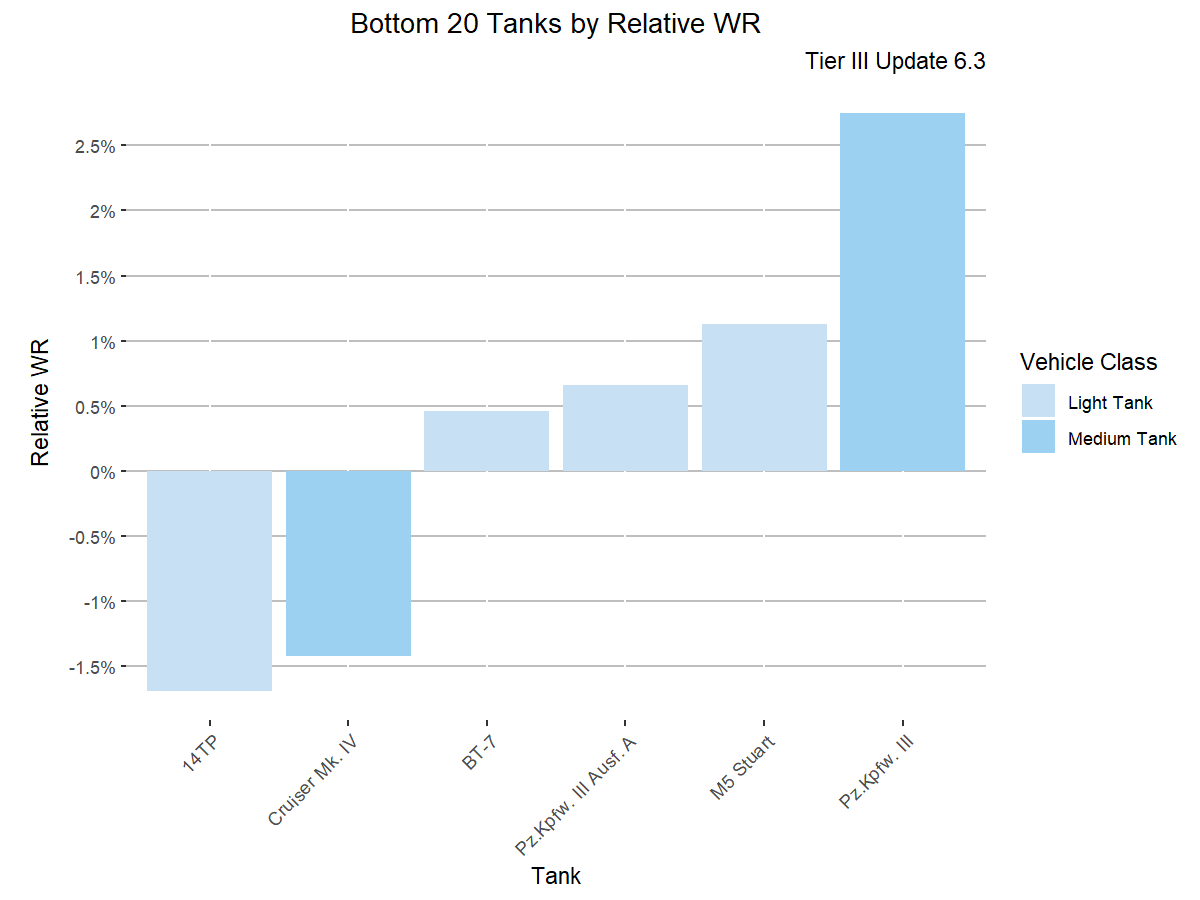 Bottom 20 Tanks by Relative WR
Tier III Update 6.3
Relative WR
2.5%
2%
1.5%
1%
0.5%
0%
-0.5%
-1%
-1.5%
14TP
Cruiser Mk. IV
BT-7
Pz.Kpfw. III Ausf. A
M5 Stuart
Pz.Kpfw. III
Tank
Vehicle Class
Light Tank
Medium Tank